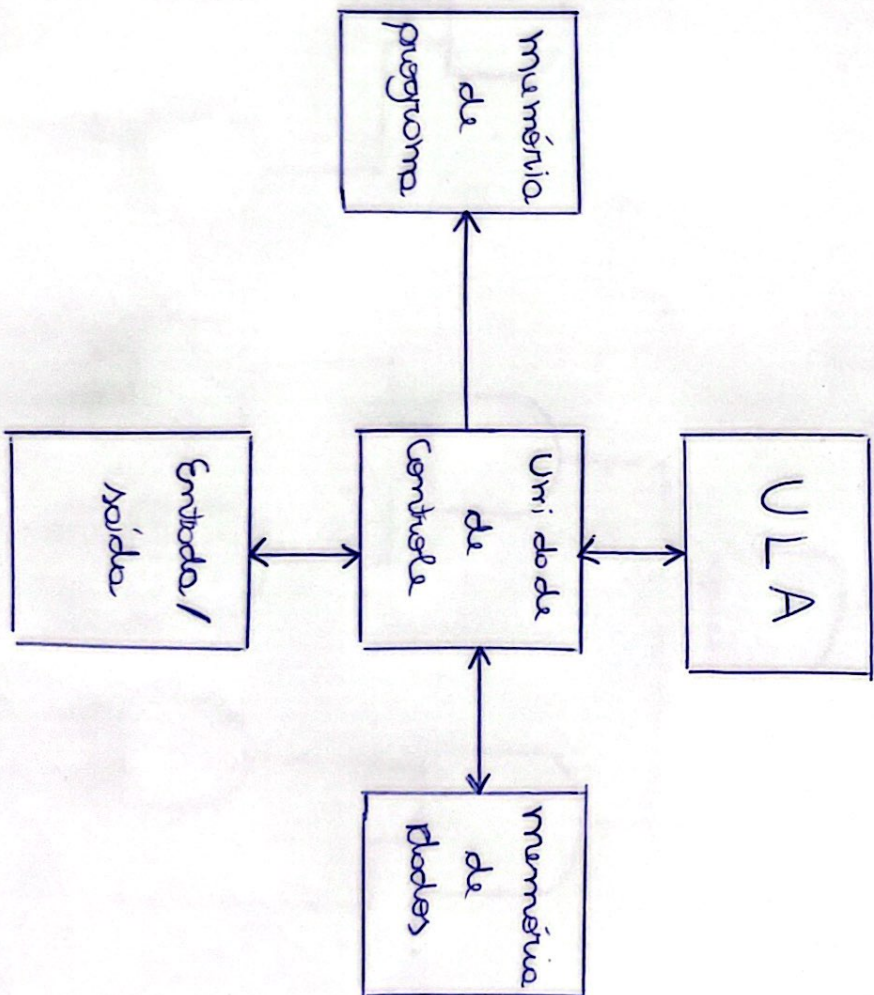 ULA
memória
de
programa
Unidade
de
Controle
memória
de
dados
Entrada/
saída